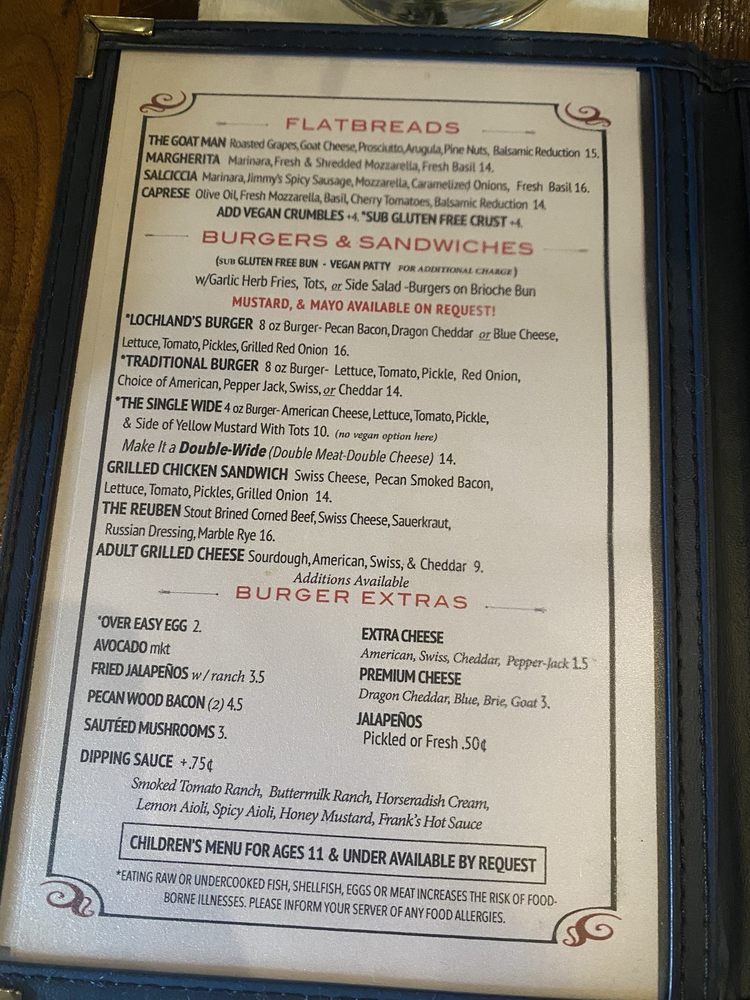 FLATBREADS
THE GOAT MAN Roasted Grapes, Goat Cheese, Prosciutto, Arugula, Pine Nuts, Balsamic Reduction 15.
MARGHERITA Marinara, Fresh & Shredded Mozzarella, Fresh Basil 14.
SALCICCIA Marinara, Jimmy's Spicy Sausage, Mozzarella, Caramelized Onions, Fresh Basil 16.
CAPRESE Olive Oil, Fresh Mozzarella, Basil, Cherry Tomatoes, Balsamic Reduction 14.
ADD VEGAN CRUMBLES +4. *SUB GLUTEN FREE CRUST +4.
BURGERS & SANDWICHES
(SUB GLUTEN FREE BUN - VEGAN PATTY FOR ADDITIONAL CHARGE)
w/Garlic Herb Fries, Tots, or Side Salad -Burgers on Brioche Bun
MUSTARD, & MAYO AVAILABLE ON REQUEST!
*LOCHLAND'S BURGER 8 oz Burger- Pecan Bacon, Dragon Cheddar or Blue Cheese,
Lettuce, Tomato, Pickles, Grilled Red Onion 16.
*TRADITIONAL BURGER 8 oz Burger- Lettuce, Tomato, Pickle, Red Onion,
Choice of American, Pepper Jack, Swiss, or Cheddar 14.
*THE SINGLE WIDE 4 oz Burger- American Cheese, Lettuce, Tomato, Pickle,
& Side of Yellow Mustard With Tots 10. (no vegan option here)
Make It a Double-Wide (Double Meat-Double Cheese) 14.
GRILLED CHICKEN SANDWICH Swiss Cheese, Pecan Smoked Bacon,
Lettuce, Tomato, Pickles, Grilled Onion 14.
THE REUBEN Stout Brined Corned Beef, Swiss Cheese, Sauerkraut,
Russian Dressing, Marble Rye 16.
ADULT GRILLED CHEESE Sourdough, American, Swiss, & Cheddar 9.
Additions Available
BURGER EXTRAS
*OVER EASY EGG 2.
AVOCADO mkt
FRIED JALAPEÑOS w/ ranch 3.5
PECAN WOOD BACON (2) 4.5
SAUTÉED MUSHROOMS 3.
DIPPING SAUCE +.75¢
EXTRA CHEESE
American, Swiss, Cheddar, Pepper-Jack 1.5
PREMIUM CHEESE
Dragon Cheddar, Blue, Brie, Goat 3.
JALAPEÑOS
Pickled or Fresh .50¢
Smoked Tomato Ranch, Buttermilk Ranch, Horseradish Cream,
Lemon Aioli, Spicy Aioli, Honey Mustard, Frank's Hot Sauce
CHILDREN'S MENU FOR AGES 11 & UNDER AVAILABLE BY REQUEST
*EATING RAW OR UNDERCOOKED FISH, SHELLFISH, EGGS OR MEAT INCREASES THE RISK OF FOOD-
BORNE ILLNESSES. PLEASE INFORM YOUR SERVER OF ANY FOOD ALLERGIES.